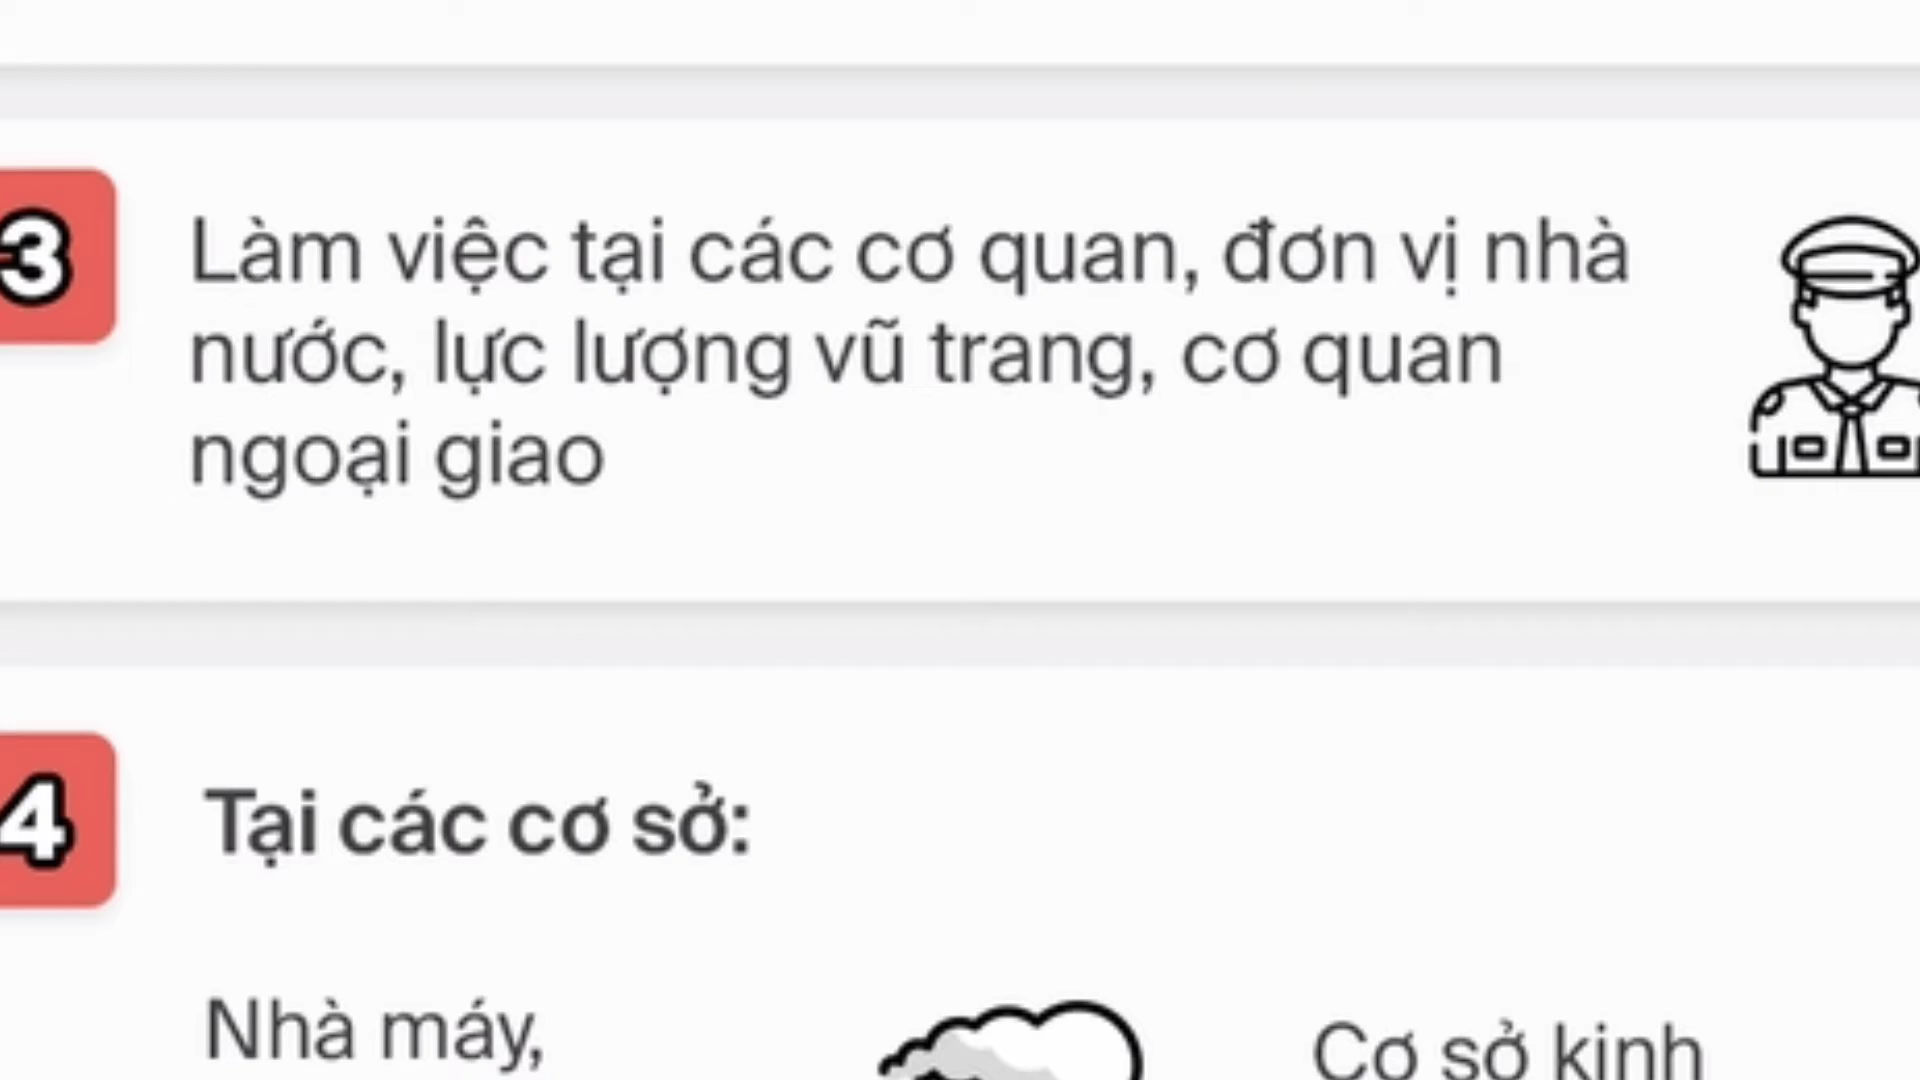 3
Làm việc tại các cơ quan, đơn vị nhà
nước, lực lượng vũ trang, cơ quan
ngoại giao
4
Tại các cơ sở:
Nhà máy,
Cơ sở kinh